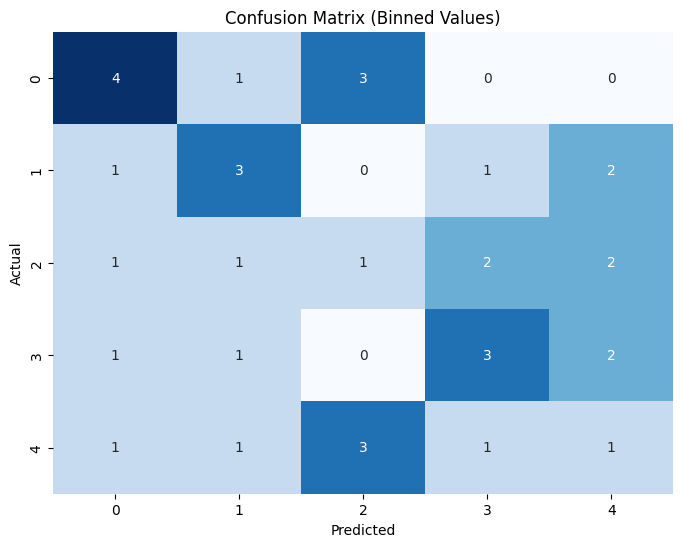 Confusion Matrix (Binned Values)
0 4 1 3 0 0
1 1 3 0 1 2
2 1 1 1 2 2
3 1 1 0 3 2
4 1 1 3 1 1
0 1 2 3 4
Actual
Predicted